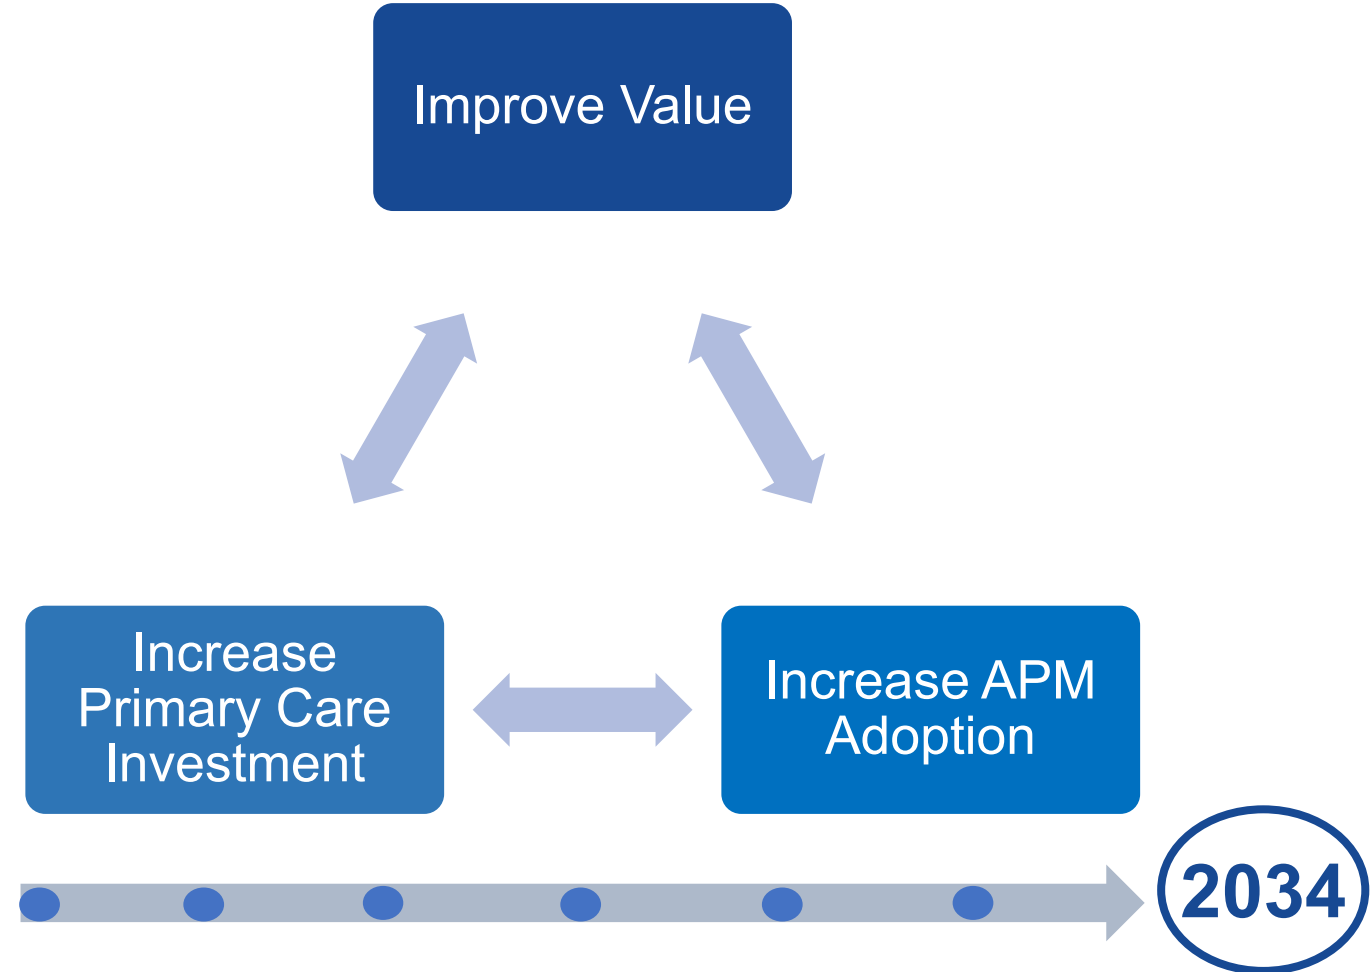 Improve Value
Increase
Primary Care
Investment
Increase APM
Adoption
2034